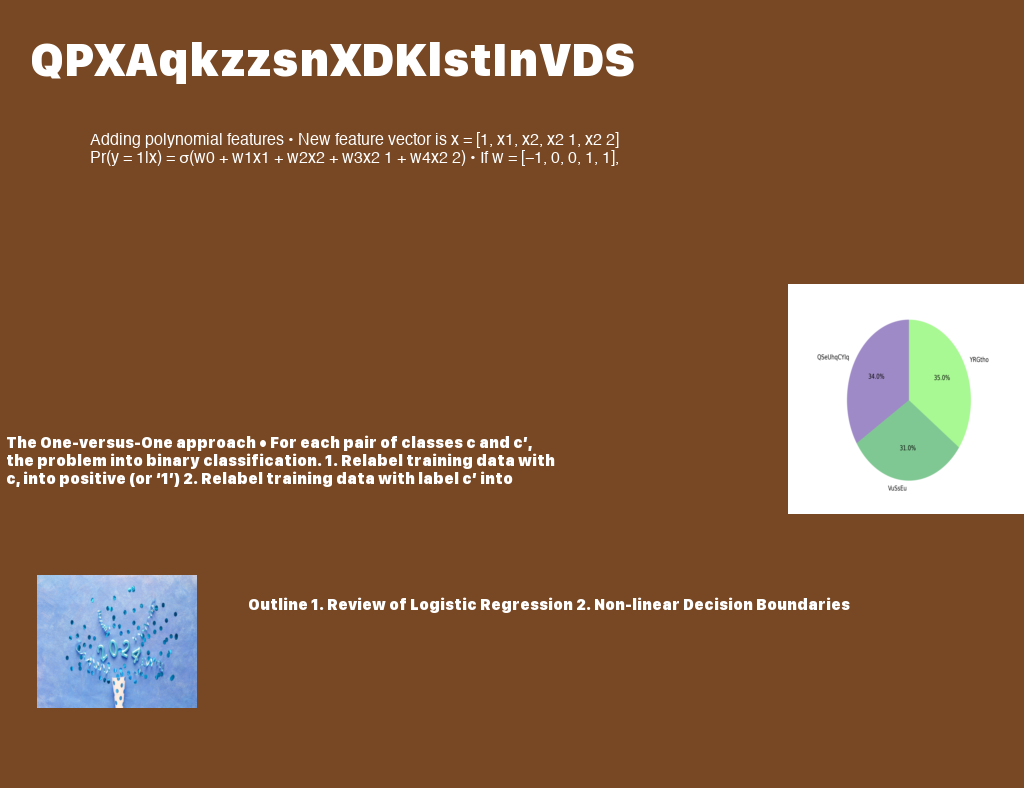 QPXAqkzzsnXDKlstInVDS
Adding polynomial features • New feature vector is x = [1, x1, x2, x2 1, x2 2]
Pr(y = 1|x) = σ(w0 + w1x1 + w2x2 + w3x2 1 + w4x2 2) • If w = [−1, 0, 0, 1, 1],
QSeUhqCYlq
YRGtho
34.0%
35.0%
31.0%
VuSsEu
The One-versus-One approach • For each pair of classes c and c′,
the problem into binary classification. 1. Relabel training data with
c, into positive (or ‘1’) 2. Relabel training data with label c′ into
Outline 1. Review of Logistic Regression 2. Non-linear Decision Boundaries
2024